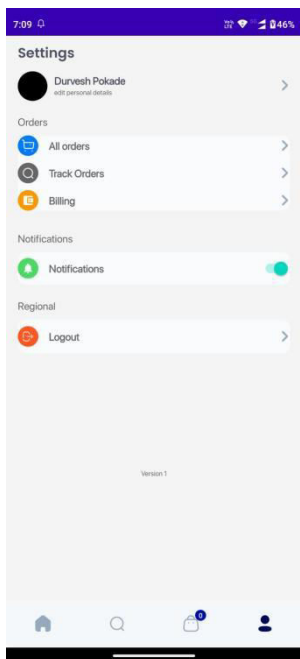 7:09 46%
Settings
Durvesh Pokade
edit personal details
Orders
All orders
Track Orders
Billing
Notifications
Notifications
Regional
Logout
Version 1
0